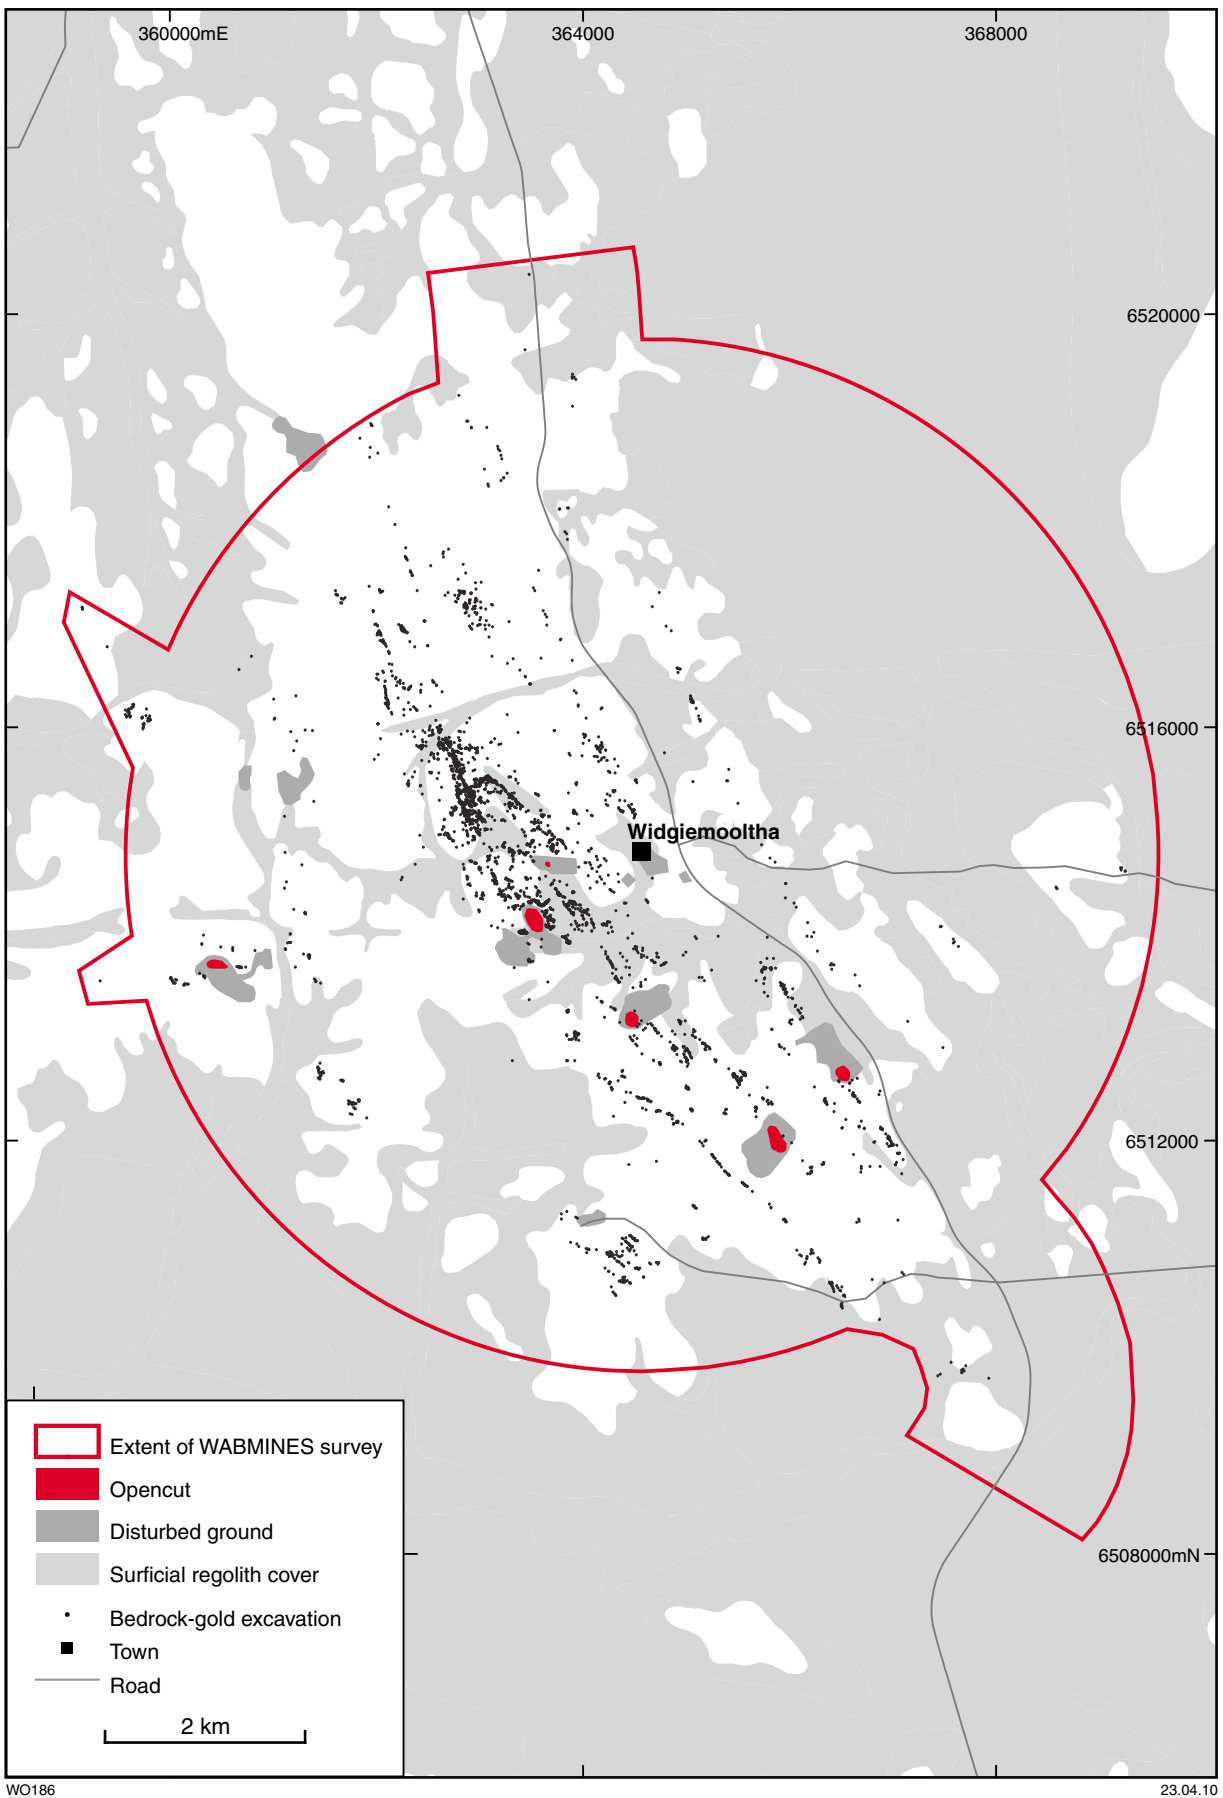 360000mE
364000
368000
6520000
6516000
Widgiemooltha
6512000
Extent of WABMINES survey
Opencut
Disturbed ground
Surficial regolith cover
6508000mN
Bedrock-gold excavation
Town
Road
2 km
WO186
23.04.10